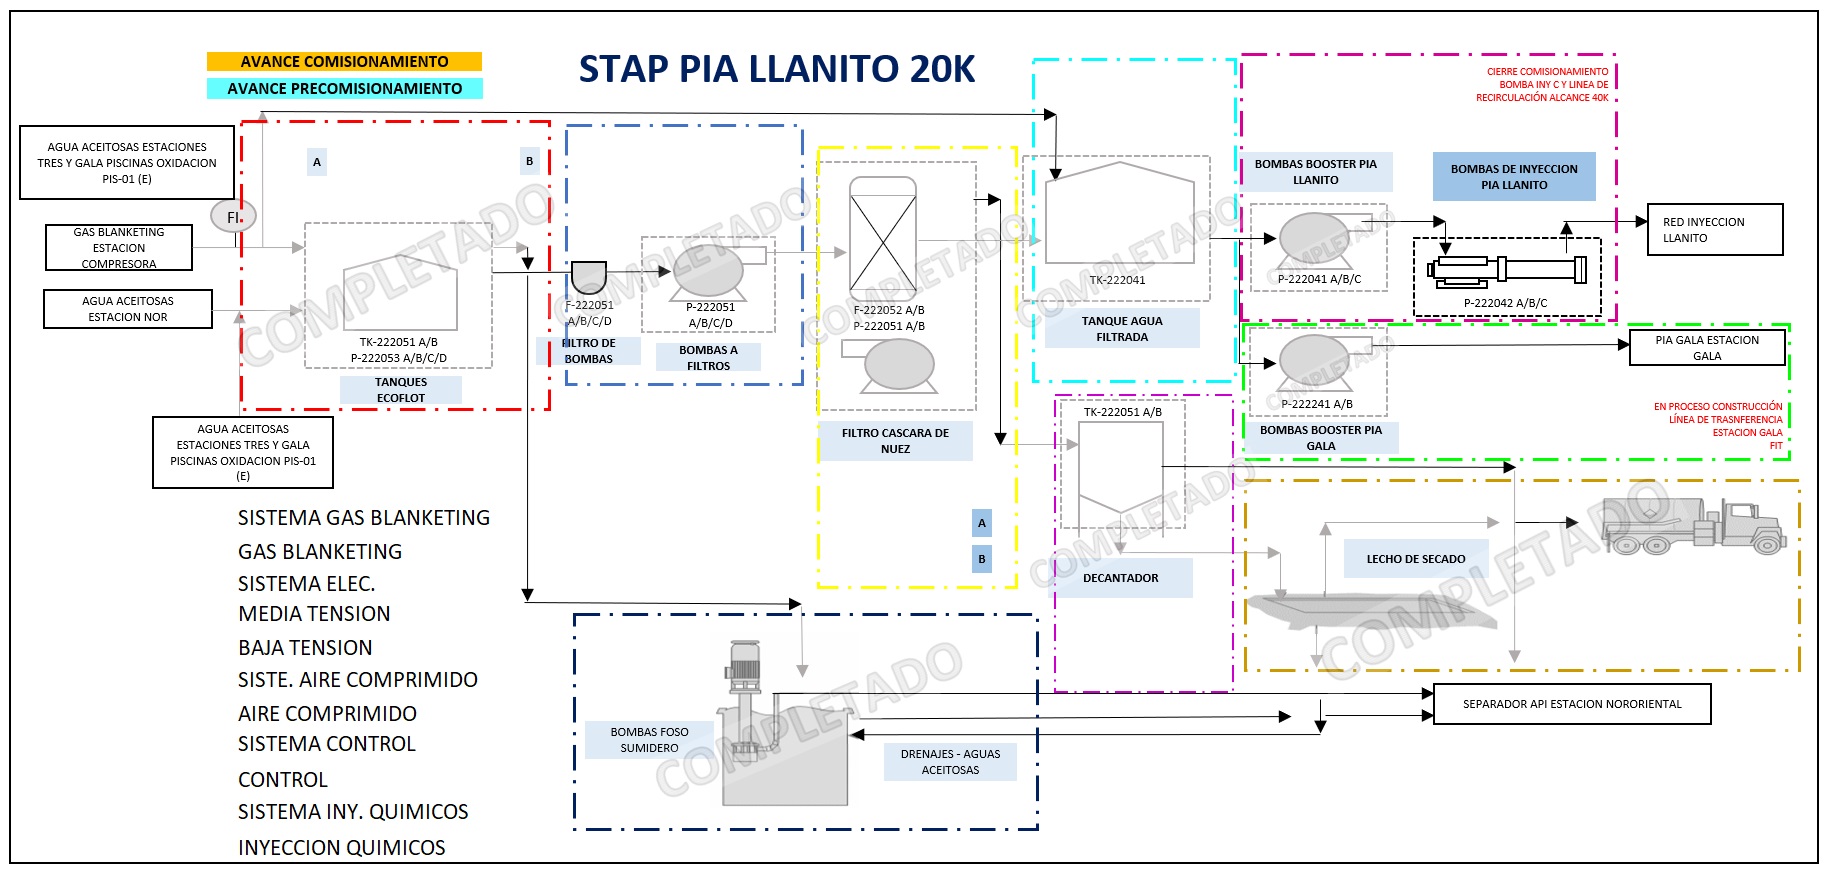 AVANCE COMISIONAMIENTO
AVANCE PRECOMISIONAMIENTO
STAP PIA LLANITO 20K
CIERRE COMISIONAMIENTO
BOMBA INY C Y LINEA DE
RECIRCULACIÓN ALCANCE 40K
AGUA ACEITOSAS ESTACIONES
TRES Y GALA PISCINAS OXIDACION
PIS-01 (E)
A
B
FI
GAS BLANKETING
ESTACION
COMPRESORA
AGUA ACEITOSAS
ESTACION NOR
TK-222051 A/B
P-222053 A/B/C/D
TANQUES
ECOFLOT
COMPLETADO
AGUA ACEITOSAS
ESTACIONES TRES Y GALA
PISCINAS OXIDACION PIS-01
(E)
F-222051
A/B/C/D
FILTRO DE
BOMBAS
P-222051
A/B/C/D
BOMBAS A
FILTROS
COMPLETADO
F-222052 A/B
P-222051 A/B
FILTRO CASCARA DE
NUEZ
COMPLETADO
A
B
TK-222041
TANQUE AGUA
FILTRADA
COMPLETADO
BOMBAS BOOSTER PIA
LLANITO
P-222041 A/B/C
COMPLETADO
BOMBAS DE INYECCION
PIA LLANITO
P-222042 A/B/C
RED INYECCION
LLANITO
P-222241 A/B
COMPLETADO
BOMBAS BOOSTER PIA
GALA
PIA GALA ESTACION
GALA
EN PROCESO CONSTRUCCIÓN
LÍNEA DE TRASNFERENCIA
ESTACION GALA
FIT
TK-222051 A/B
DECANTADOR
COMPLETADO
LECHO DE SECADO
COMPLETADO
SISTEMA GAS BLANKETING
GAS BLANKETING
SISTEMA ELEC.
MEDIA TENSION
BAJA TENSION
SISTE. AIRE COMPRIMIDO
AIRE COMPRIMIDO
SISTEMA CONTROL
CONTROL
SISTEMA INY. QUIMICOS
INYECCION QUIMICOS
BOMBAS FOSO
SUMIDERO
DRENAJES - AGUAS
ACEITOSAS
COMPLETADO
SEPARADOR API ESTACION NORORIENTAL